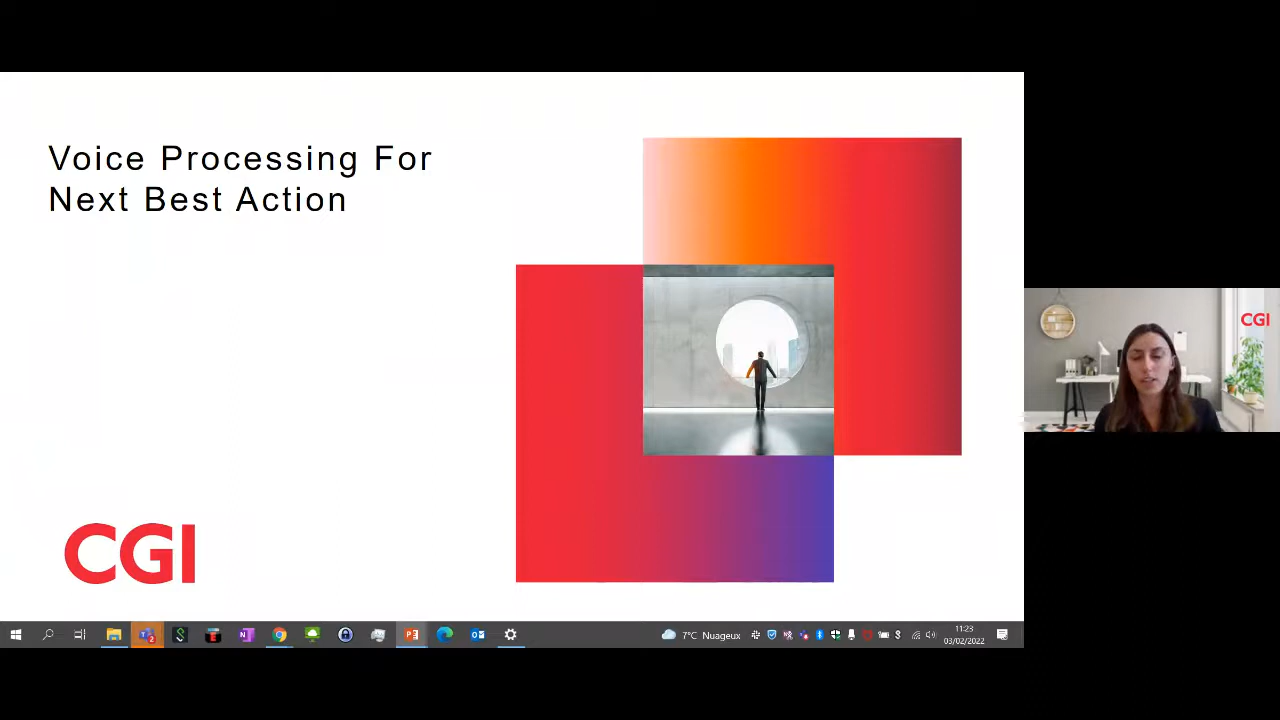 Voice Processing For
Next Best Action
CGI
CGI
7°C Nuageux
11:23
03/02/2022